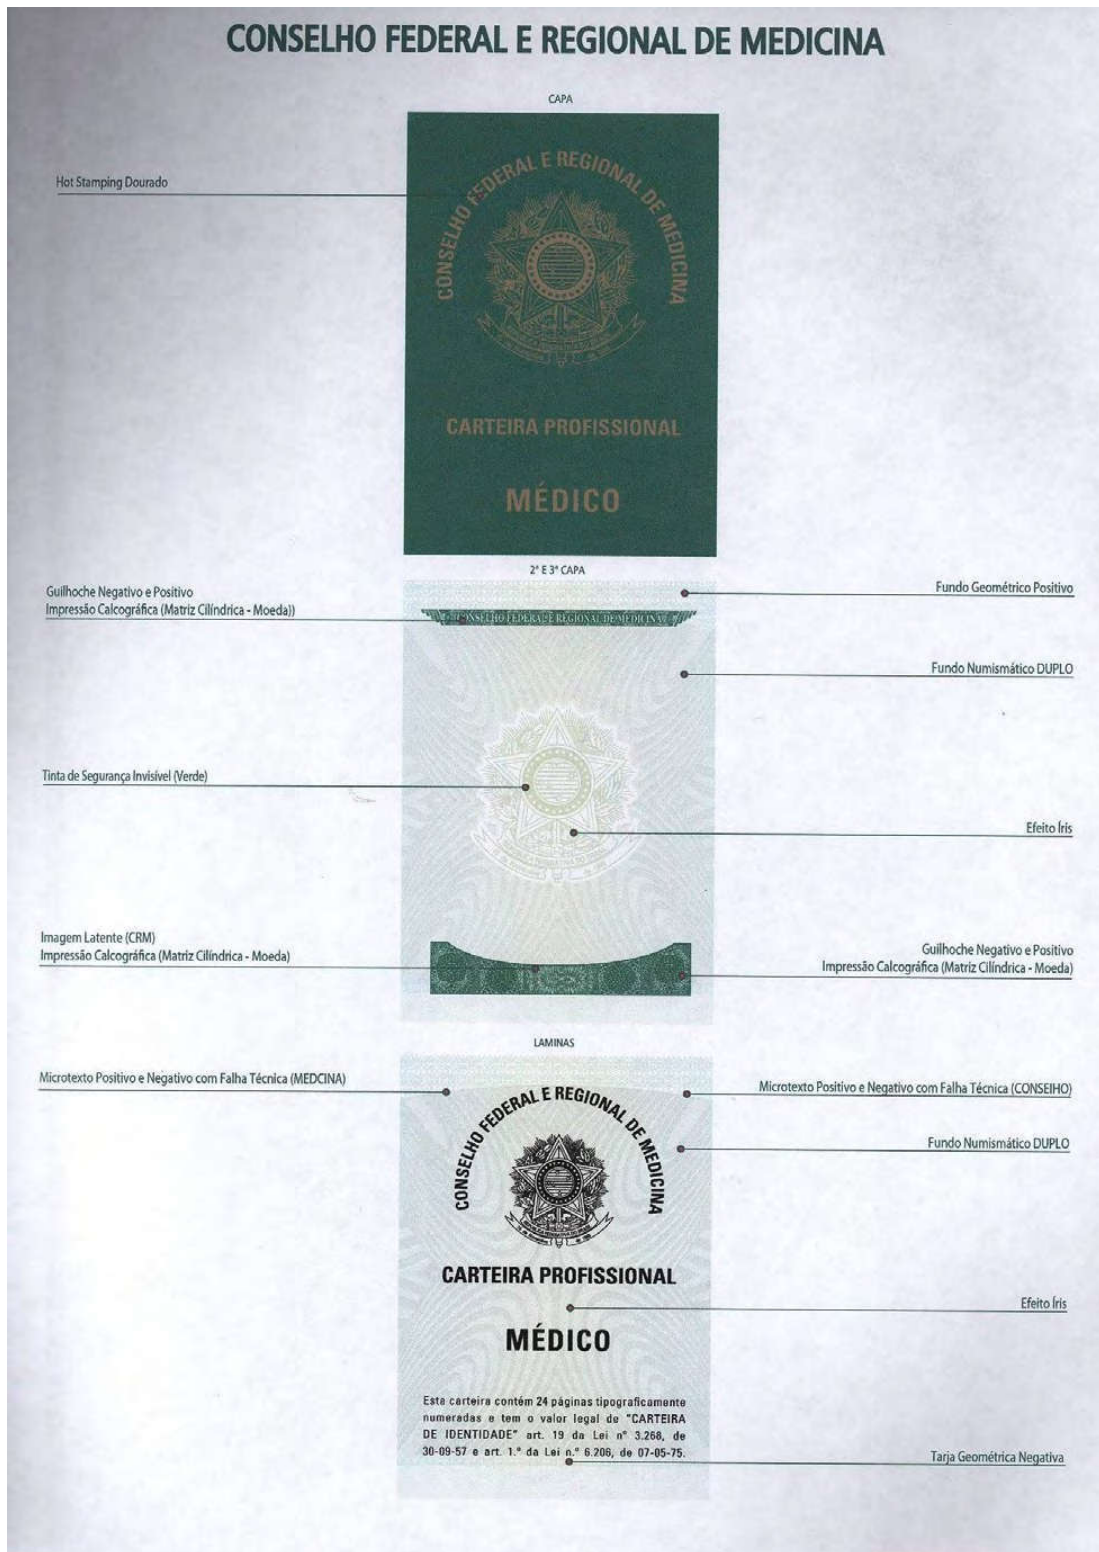 CONSELHO FEDERAL E REGIONAL DE MEDICINA
CAPA
Hot Stamping Dourado
CONSELHO FEDERAL E REGIONAL DE MEDICINA
CARTEIRA PROFISSIONAL
MÉDICO
2ª E 3ª CAPA
Guilhoche Negativo e Positivo
Impressão Calcográfica (Matriz Cilíndrica - Moeda))
Fundo Geométrico Positivo
CONSELHO FEDERAL E REGIONAL DE MEDICINA
Fundo Numismático DUPLO
Tinta de Segurança Invisível (Verde)
Efeito Íris
Imagem Latente (CRM)
Impressão Calcográfica (Matriz Cilíndrica - Moeda)
Guilhoche Negativo e Positivo
Impressão Calcográfica (Matriz Cilíndrica - Moeda)
LAMINAS
Microtexto Positivo e Negativo com Falha Técnica (MEDCINA)
Microtexto Positivo e Negativo com Falha Técnica (CONSEIHO)
CONSELHO FEDERAL E REGIONAL DE MEDICINA
Fundo Numismático DUPLO
CARTEIRA PROFISSIONAL
Efeito Íris
MÉDICO
Esta carteira contém 24 páginas tipograficamente
numeradas e tem o valor legal de "CARTEIRA
DE IDENTIDADE" art. 19 da Lei nº 3.268, de
30-09-57 e art. 1.º da Lei n.º 6.206, de 07-05-75.
Tarja Geométrica Negativa